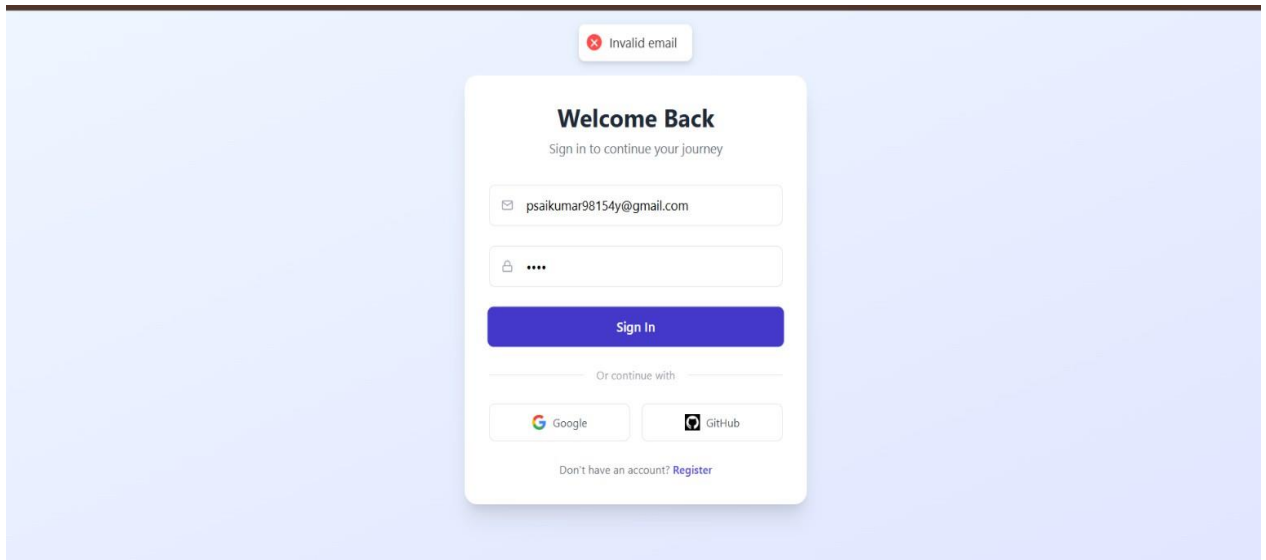 Invalid email
Welcome Back
Sign in to continue your journey
psaikumar98154y@gmail.com
••••
Sign In
Or continue with
Google
GitHub
Don't have an account? Register